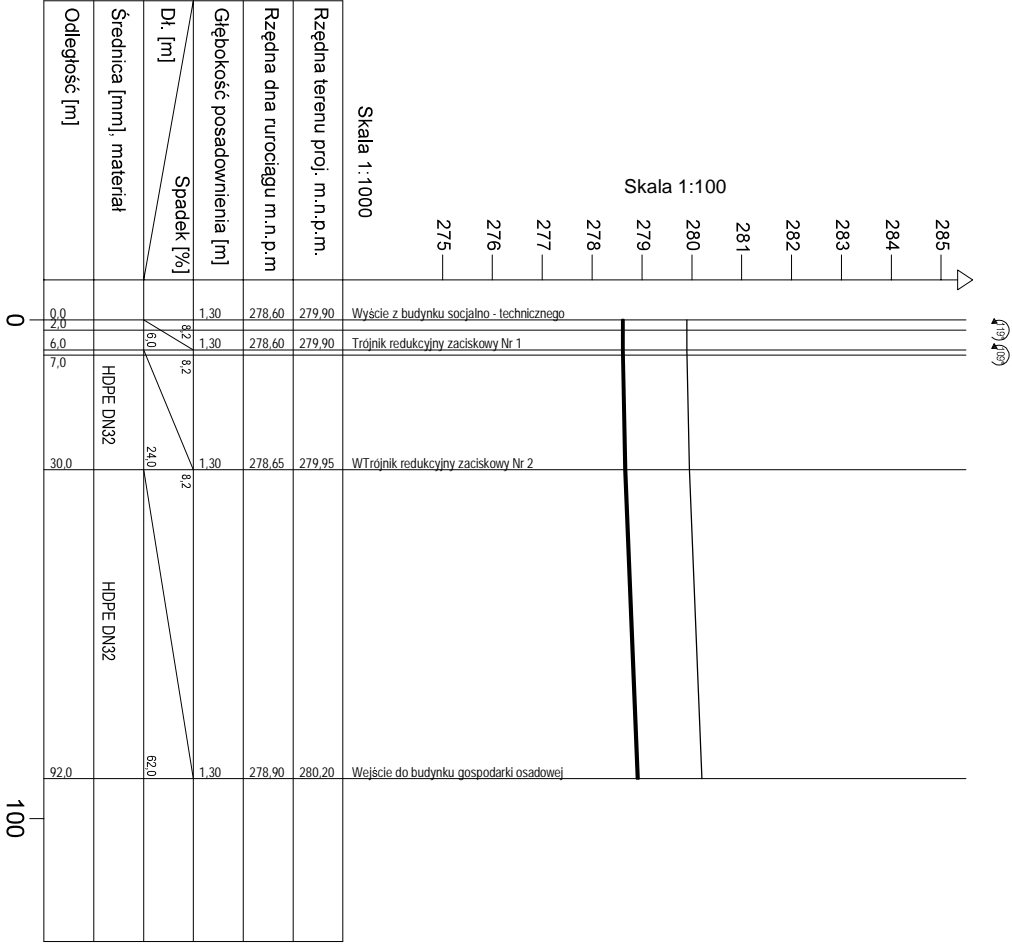 Skala 1:100
285
284
283
282
281
280
279
278
277
276
275
Skala 1:1000
119°
109°
Rzędna terenu proj. m.n.p.m.
279,90
279,90
279,95
280,20
Rzędna dna rurociągu m.n.p.m
278,60
278,60
278,65
278,90
Głębokość posadownienia [m]
1,30
1,30
1,30
1,30
Dł. [m]
Spadek [%]
8,2
6,0
8,2
24,0
8,2
62,0
Średnica [mm], materiał
HDPE DN32
HDPE DN32
Odległość [m]
0,0
2,0
6,0
7,0
30,0
92,0
0
100
Wyście z budynku socjalno - technicznego
Trójnik redukcyjny zaciskowy Nr 1
WTrójnik redukcyjny zaciskowy Nr 2
Wejście do budynku gospodarki osadowej